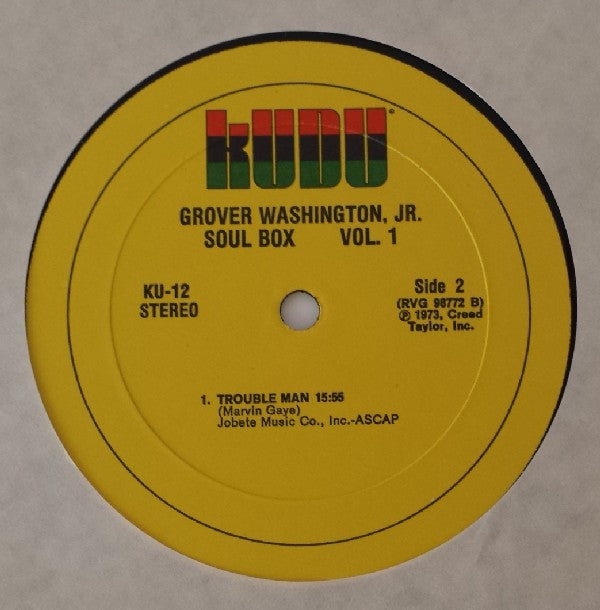 kUDU®
GROVER WASHINGTON, JR.
SOUL BOX VOL. 1
KU-12
STEREO
Side 2
(RVG 98772 B)
℗ 1973, Creed
Taylor, Inc.
1. TROUBLE MAN 15:55
(Marvin Gaye)
Jobete Music Co., Inc.-ASCAP